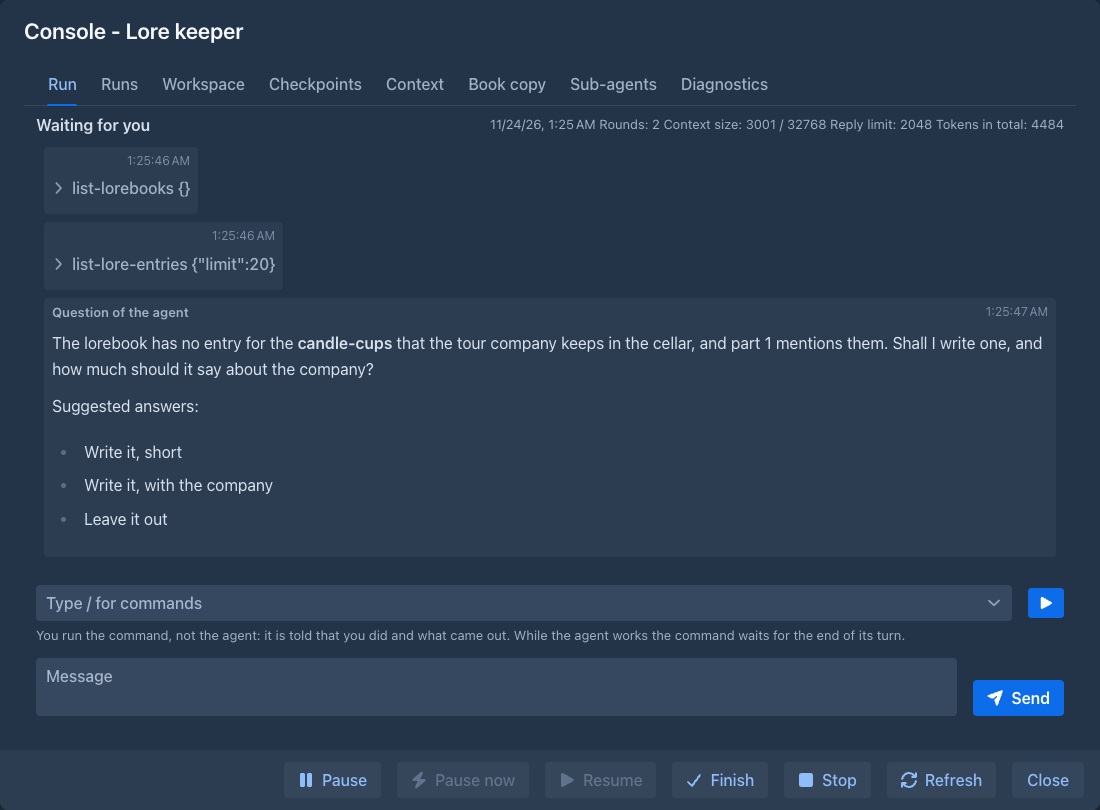 Console - Lore keeper
Run Runs Workspace Checkpoints Context Book copy Sub-agents Diagnostics
Waiting for you
11/24/26, 1:25 AM Rounds: 2 Context size: 3001 / 32768 Reply limit: 2048 Tokens in total: 4484
1:25:46 AM
list-lorebooks {}
1:25:46 AM
list-lore-entries {"limit":20}
Question of the agent
1:25:47 AM
The lorebook has no entry for the candle-cups that the tour company keeps in the cellar, and part 1 mentions them. Shall I write one, and
how much should it say about the company?
Suggested answers:
Write it, short
Write it, with the company
Leave it out
Type / for commands
You run the command, not the agent: it is told that you did and what came out. While the agent works the command waits for the end of its turn.
Message
Send
Pause Pause now Resume Finish Stop Refresh Close